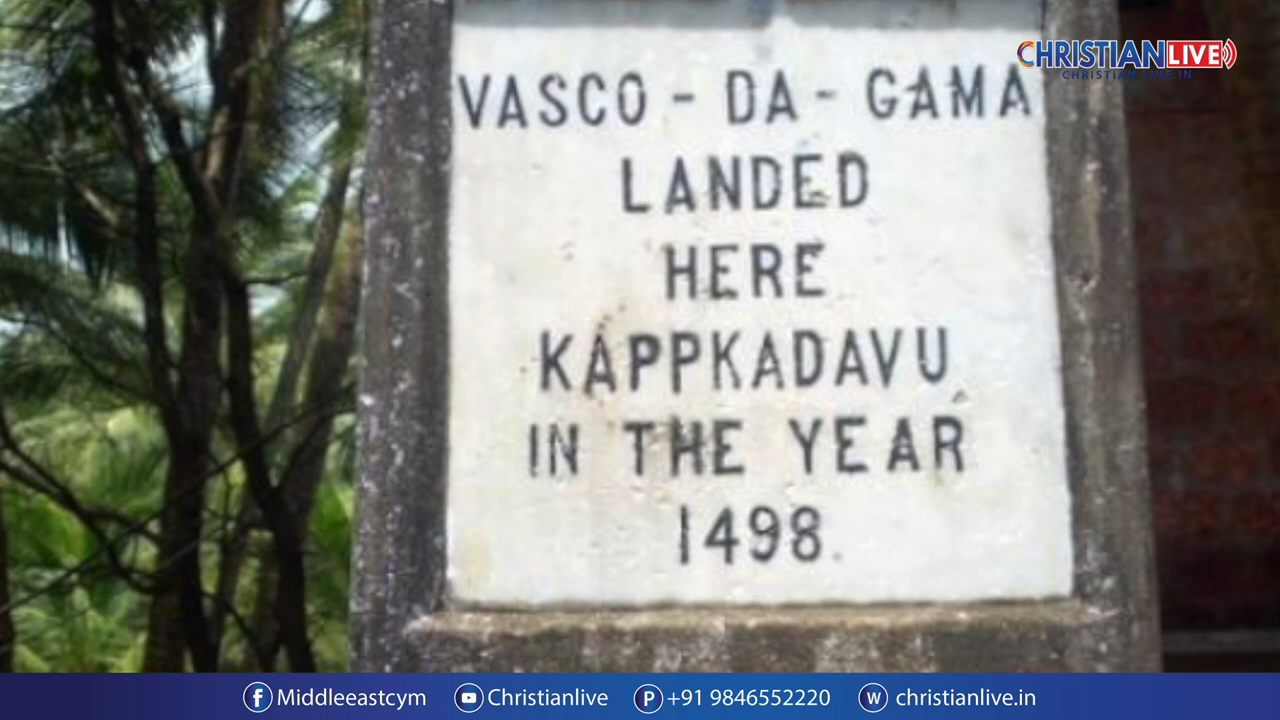 CHRISTIANLIVE
CHRISTIAN LIVE.IN
VASCO - DA - GAMA
LANDED
HERE
KAPPKADAVU
IN THE YEAR
1498.
Middleeastcym
Christianlive
P +91 9846552220
W christianlive.in